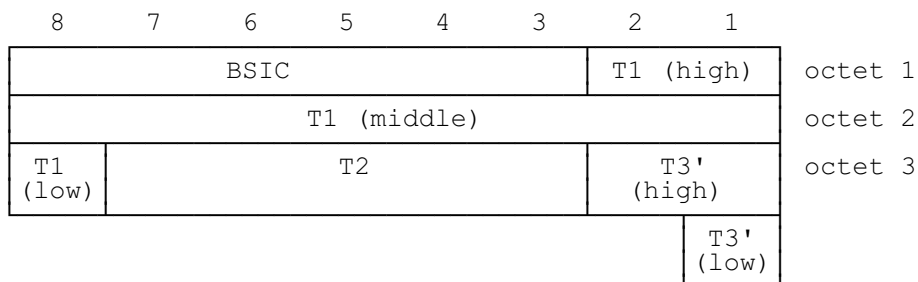 8 7 6 5 4 3 2 1
BSIC T1 (high) octet 1
T1 (middle) octet 2
T1 T2 T3' octet 3
(low) (high)
T3'
(low)